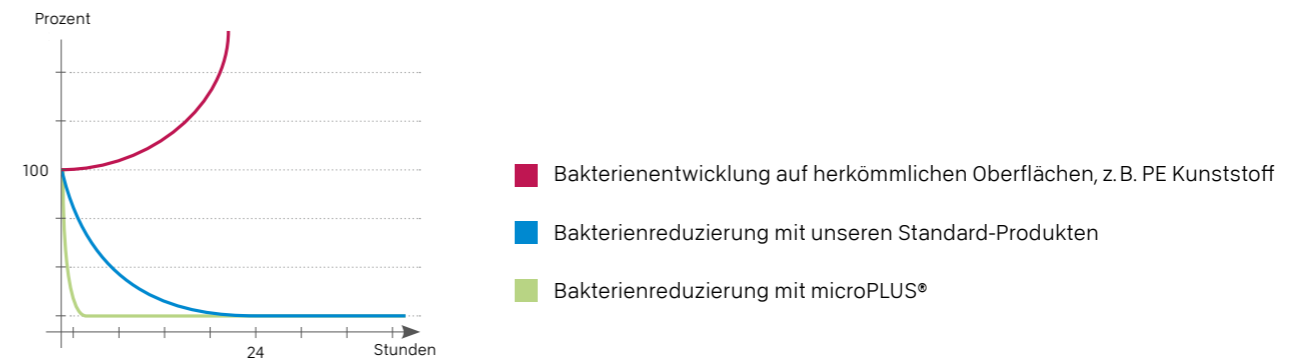 Prozent
100
24
Stunden
Bakterienentwicklung auf herkömmlichen Oberflächen, z. B. PE Kunststoff
Bakterienreduzierung mit unseren Standard-Produkten
Bakterienreduzierung mit microPLUS®